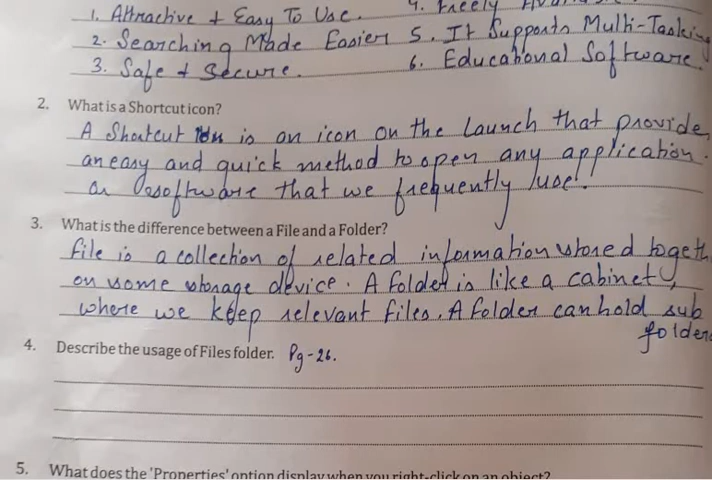 1. Attractive + Easy To Use. 4. Freely
2. Searching Made Easier 5. It Supports Multi-Tasking
3. Safe + Secure. 6. Educational Software.
2. What is a Shortcut icon?
A Shortcut is an icon on the Launch that provide
an easy and quick method to open any application.
or software that we frequently use.
3. What is the difference between a File and a Folder?
file is a collection of related information stored togeth
on some storage device. A folder is like a cabinet,
where we keep relevant files. A folder can hold sub
folders
4. Describe the usage of Files folder. Pg-26.
5. What does the 'Properties' option display when you right-click on an object?